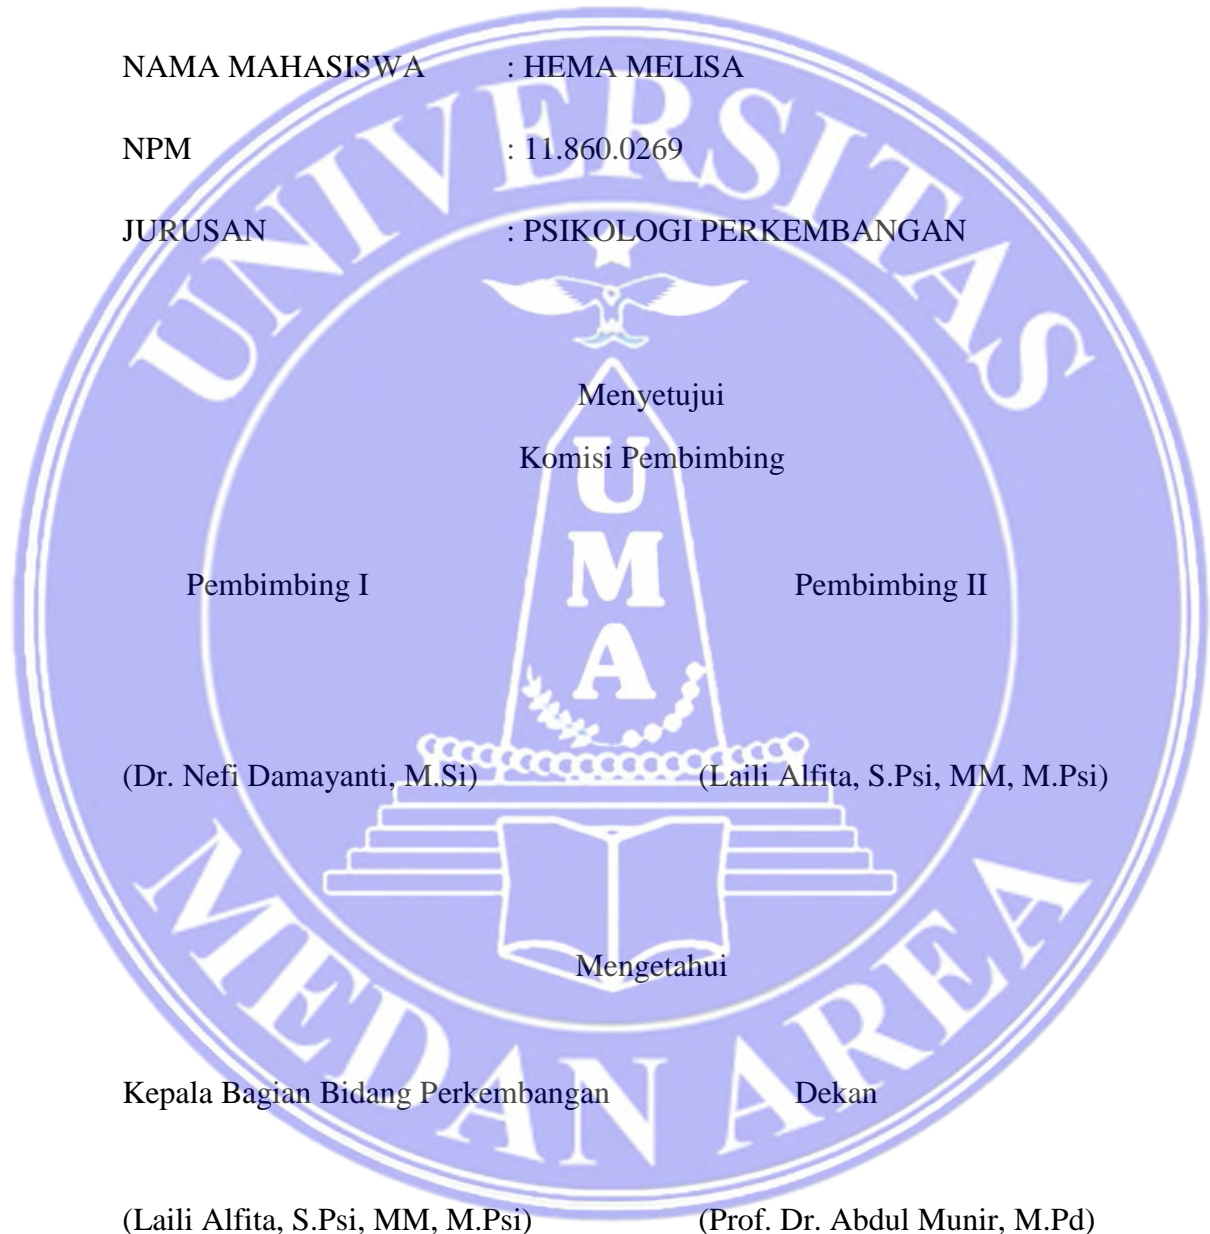 NAMA MAHASISWA : HEMA MELISA
NPM : 11.860.0269
JURUSAN : PSIKOLOGI PERKEMBANGAN
Menyetujui
Komisi Pembimbing
Pembimbing I Pembimbing II
(Dr. Nefi Damayanti, M.Si) (Laili Alfita, S.Psi, MM, M.Psi)
Mengetahui
Kepala Bagian Bidang Perkembangan Dekan
(Laili Alfita, S.Psi, MM, M.Psi) (Prof. Dr. Abdul Munir, M.Pd)
UNIVERSITAS
UMA
MEDAN AREA